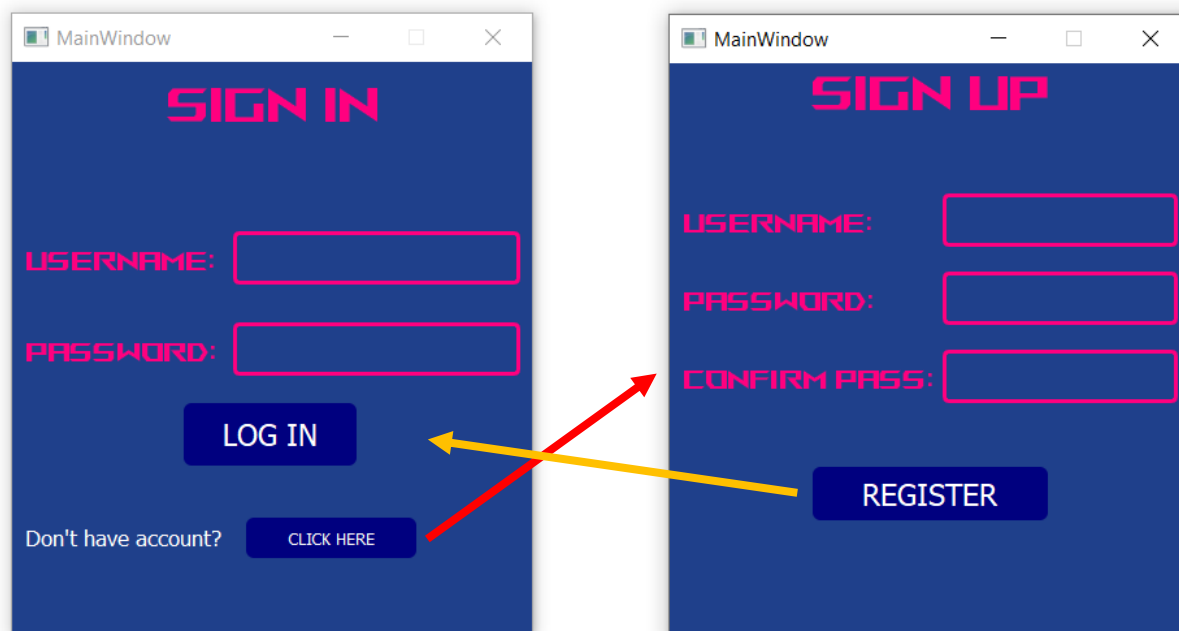 MainWindow
SIGN IN
USERNAME:
PASSWORD:
LOG IN
Don't have account? CLICK HERE
MainWindow
SIGN UP
USERNAME:
PASSWORD:
CONFIRM PASS:
REGISTER